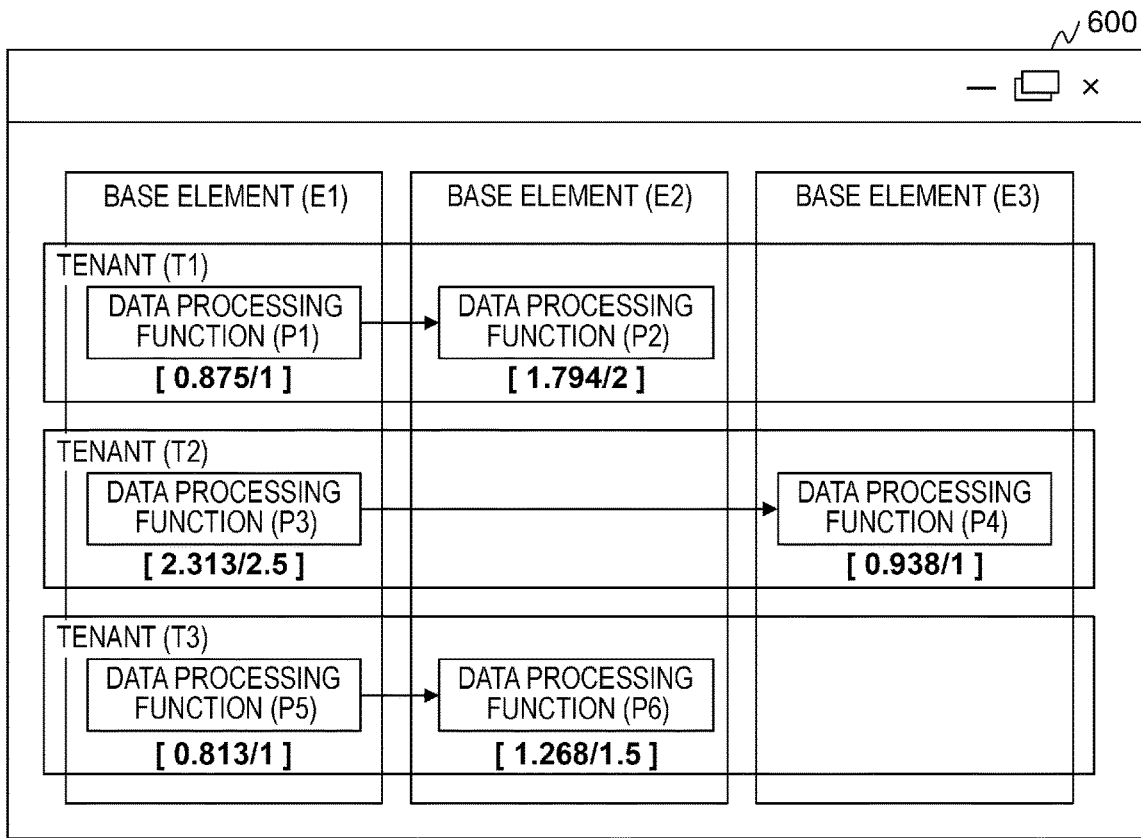 600
— ×
BASE ELEMENT (E1) BASE ELEMENT (E2) BASE ELEMENT (E3)
TENANT (T1)
DATA PROCESSING
FUNCTION (P1)
[ 0.875/1 ]
DATA PROCESSING
FUNCTION (P2)
[ 1.794/2 ]
TENANT (T2)
DATA PROCESSING
FUNCTION (P3)
[ 2.313/2.5 ]
DATA PROCESSING
FUNCTION (P4)
[ 0.938/1 ]
TENANT (T3)
DATA PROCESSING
FUNCTION (P5)
[ 0.813/1 ]
DATA PROCESSING
FUNCTION (P6)
[ 1.268/1.5 ]